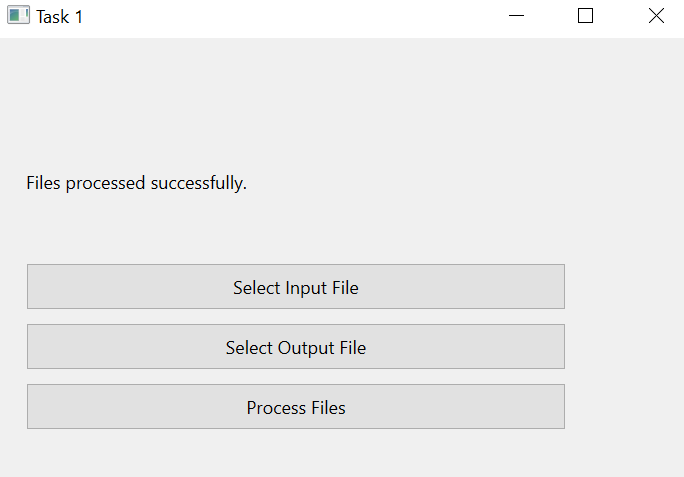 Task 1
Files processed successfully.
Select Input File
Select Output File
Process Files